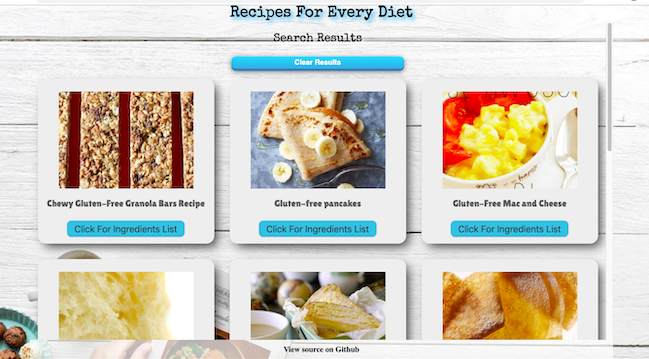 Recipes For Every Diet
Search Results
Clear Results
Chewy Gluten-Free Granola Bars Recipe
Gluten-free pancakes
Gluten-Free Mac and Cheese
Click For Ingredients List
Click For Ingredients List
Click For Ingredients List
View source on Github